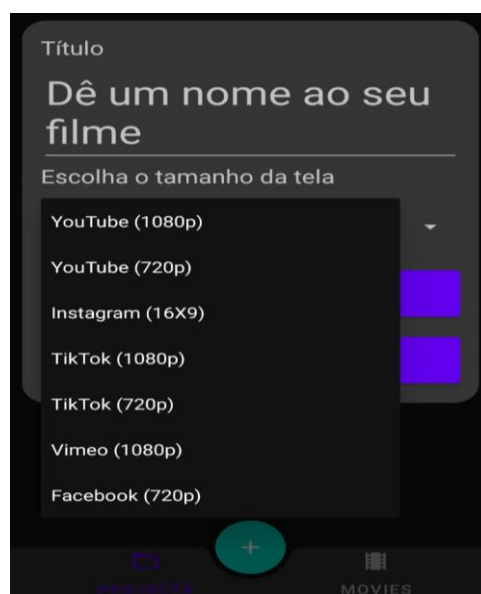 Título
Dê um nome ao seu
filme
Escolha o tamanho da tela
YouTube (1080p)
YouTube (720p)
Instagram (16X9)
TikTok (1080p)
TikTok (720p)
Vimeo (1080p)
Facebook (720p)
+
MOVIES